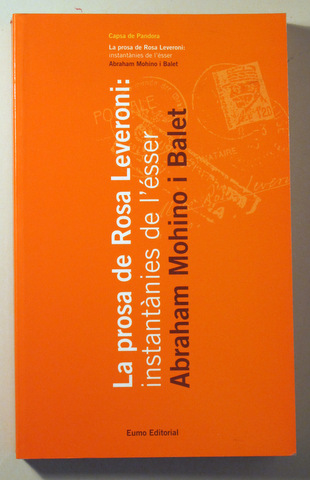 Capsa de Pandora
La prosa de Rosa Leveroni:
instantànies de l'ésser
Abraham Mohino i Balet
La prosa de Rosa Leveroni:
instantànies de l'ésser
Abraham Mohino i Balet
Eumo Editorial